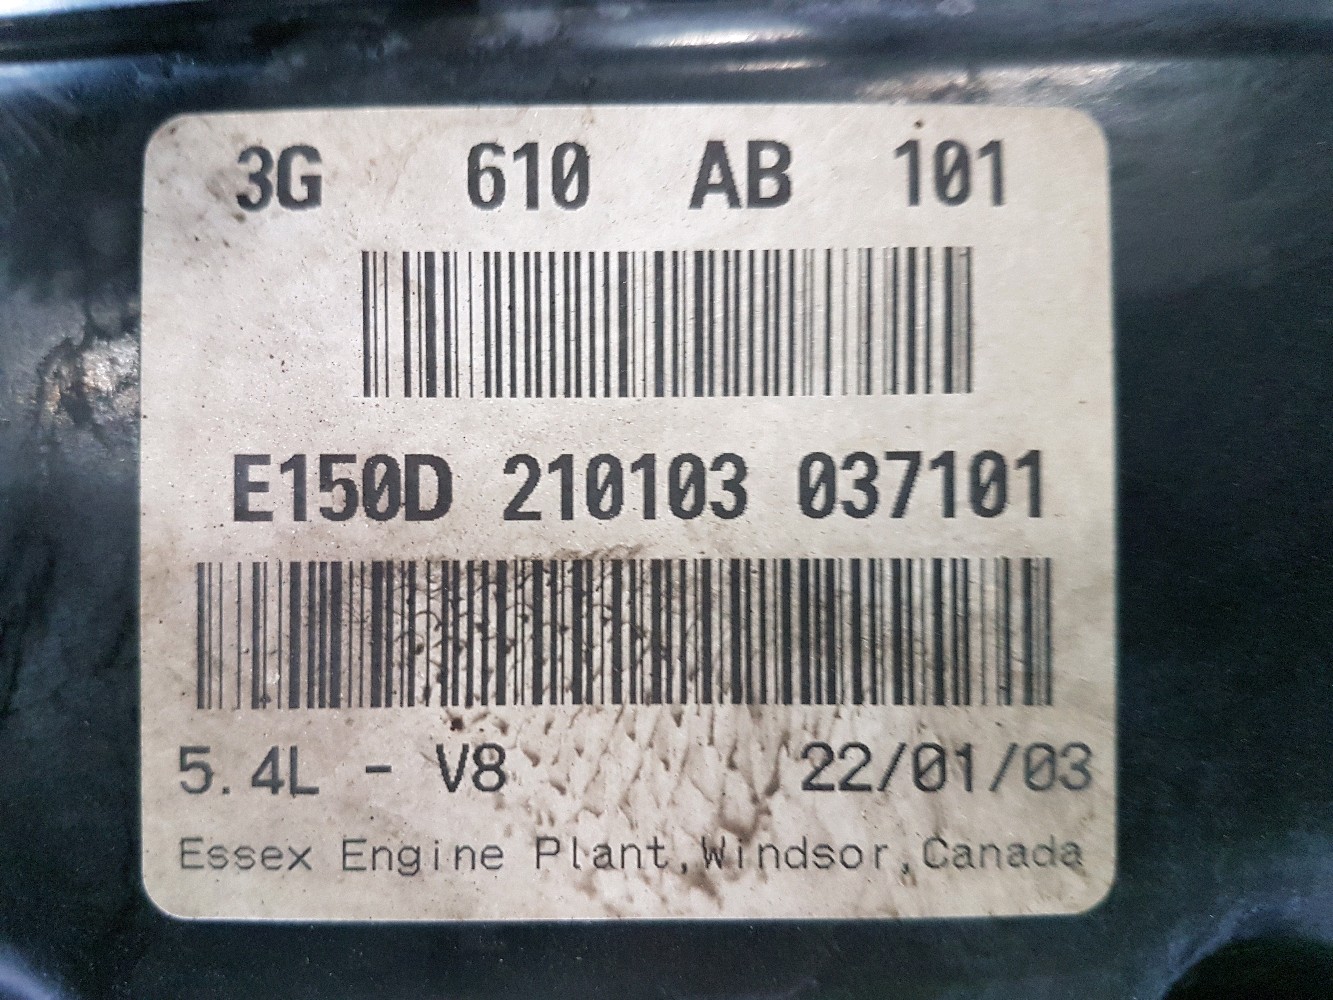 3G 610 AB 101
E150D 210103 037101
5.4L - V8 22/01/03
Essex Engine Plant,Windsor,Canada